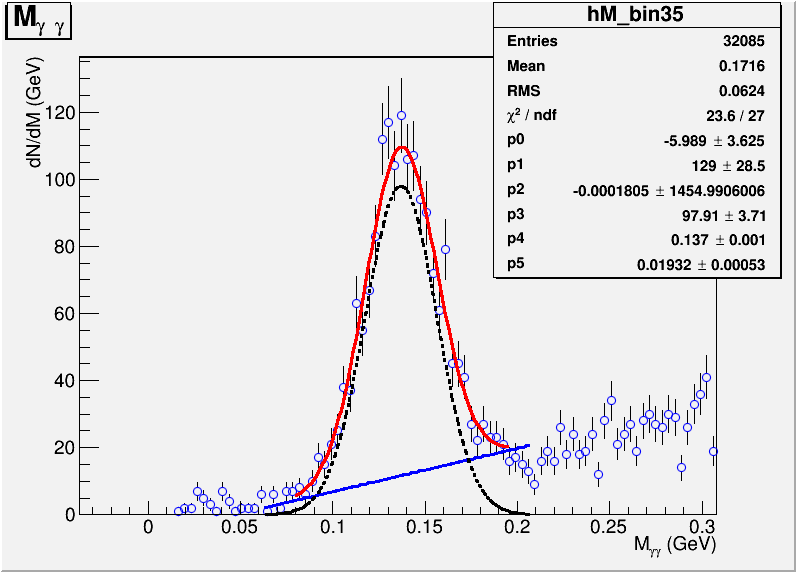 M γ γ
hM_bin35
Entries 32085
Mean 0.1716
RMS 0.0624
χ² / ndf 23.6 / 27
p0 -5.989 ± 3.625
p1 129 ± 28.5
p2 -0.0001805 ± 1454.9906006
p3 97.91 ± 3.71
p4 0.137 ± 0.001
p5 0.01932 ± 0.00053
dN/dM (GeV)
120
100
80
60
40
20
0
0 0.05 0.1 0.15 0.2 0.25 0.3
Mγγ (GeV)